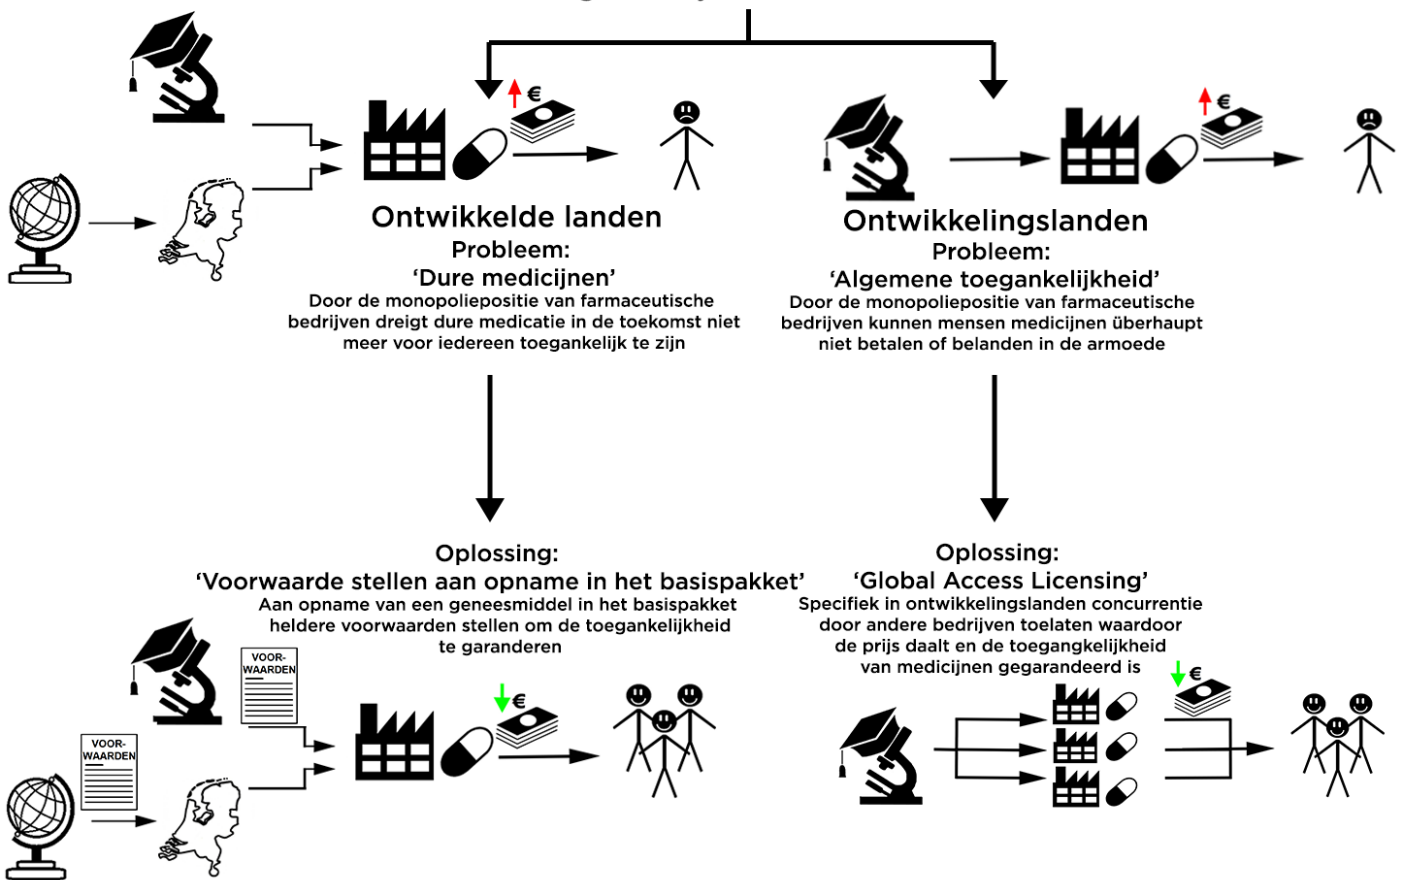 €
€
Ontwikkelde landen
Probleem:
‘Dure medicijnen’
Door de monopoliepositie van farmaceutische
bedrijven dreigt dure medicatie in de toekomst niet
meer voor iedereen toegankelijk te zijn
Ontwikkelingslanden
Probleem:
‘Algemene toegankelijkheid’
Door de monopoliepositie van farmaceutische
bedrijven kunnen mensen medicijnen überhaupt
niet betalen of belanden in de armoede
Oplossing:
‘Voorwaarde stellen aan opname in het basispakket’
Aan opname van een geneesmiddel in het basispakket
heldere voorwaarden stellen om de toegankelijkheid
te garanderen
Oplossing:
‘Global Access Licensing’
Specifiek in ontwikkelingslanden concurrentie
door andere bedrijven toelaten waardoor
de prijs daalt en de toegangkelijkheid
van medicijnen gegarandeerd is
VOOR-
WAARDEN
€
€
VOOR-
WAARDEN